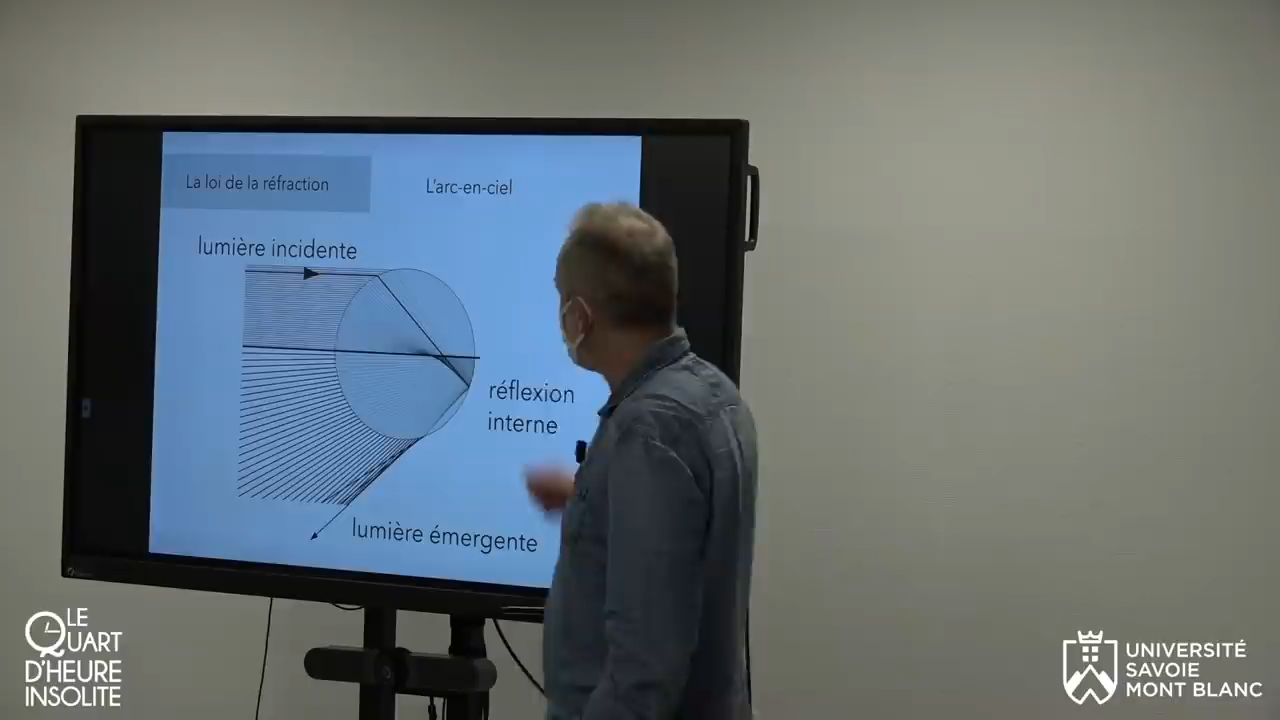 La loi de la réfraction
L'arc-en-ciel
lumière incidente
réflexion
interne
lumière émergente
LE
QUART
D'HEURE
INSOLITE
UNIVERSITÉ
SAVOIE
MONT BLANC